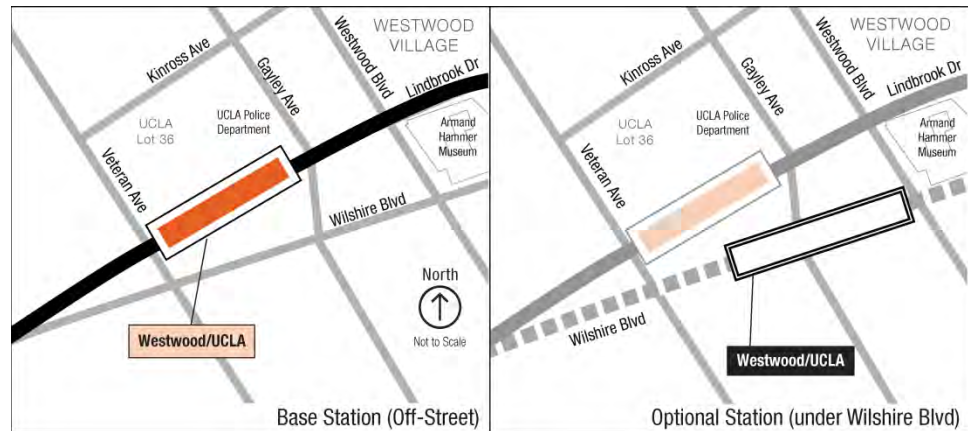 WESTWOOD
VILLAGE
Kinross Ave
Gayley Ave
Westwood Blvd
Lindbrook Dr
UCLA
Lot 36
UCLA Police
Department
Armand
Hammer
Museum
Veteran Ave
Wilshire Blvd
North
Not to Scale
Westwood/UCLA
Base Station (Off-Street)
WESTWOOD
VILLAGE
Kinross Ave
Gayley Ave
Westwood Blvd
Lindbrook Dr
UCLA
Lot 36
UCLA Police
Department
Armand
Hammer
Museum
Veteran Ave
Wilshire Blvd
Westwood/UCLA
Optional Station (under Wilshire Blvd)